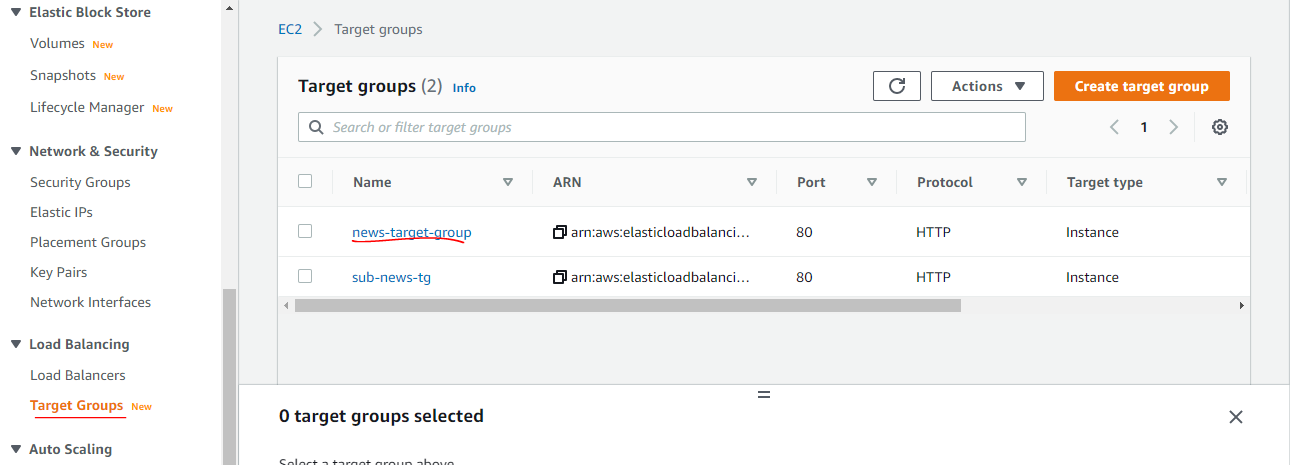 Elastic Block Store
Volumes New
Snapshots New
Lifecycle Manager New
Network & Security
Security Groups
Elastic IPs
Placement Groups
Key Pairs
Network Interfaces
Load Balancing
Load Balancers
Target Groups New
Auto Scaling
EC2 > Target groups
Target groups (2) Info
Actions
Create target group
Search or filter target groups
1
Name ARN Port Protocol Target type
news-target-group arn:aws:elasticloadbalanci... 80 HTTP Instance
sub-news-tg arn:aws:elasticloadbalanci... 80 HTTP Instance
0 target groups selected
Select a target group above.